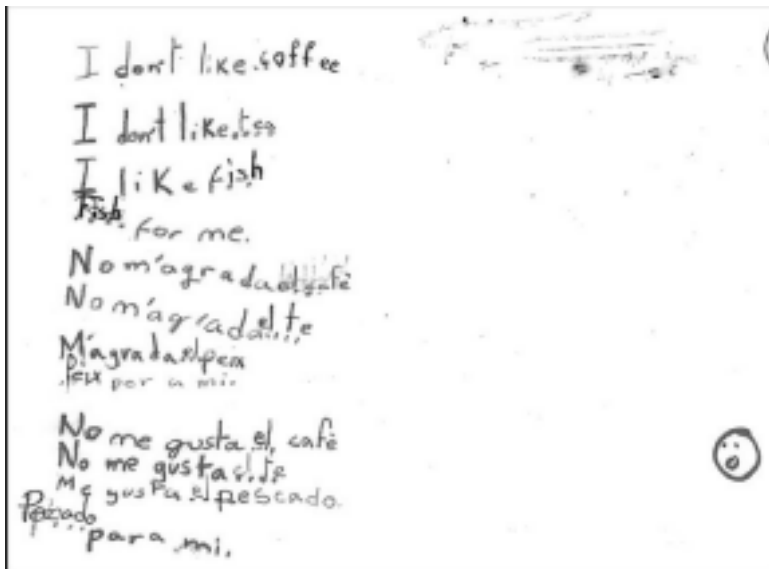 I don't like coffee
I don't like tea
I like fish
Fish
for me.
No m'agrada el cafè
No m'agrada el te
M'agrada el peix
Peix per a mi.
No me gusta el cafè
No me gusta el te
Me gusta el pescado.
Pescado
para mi.